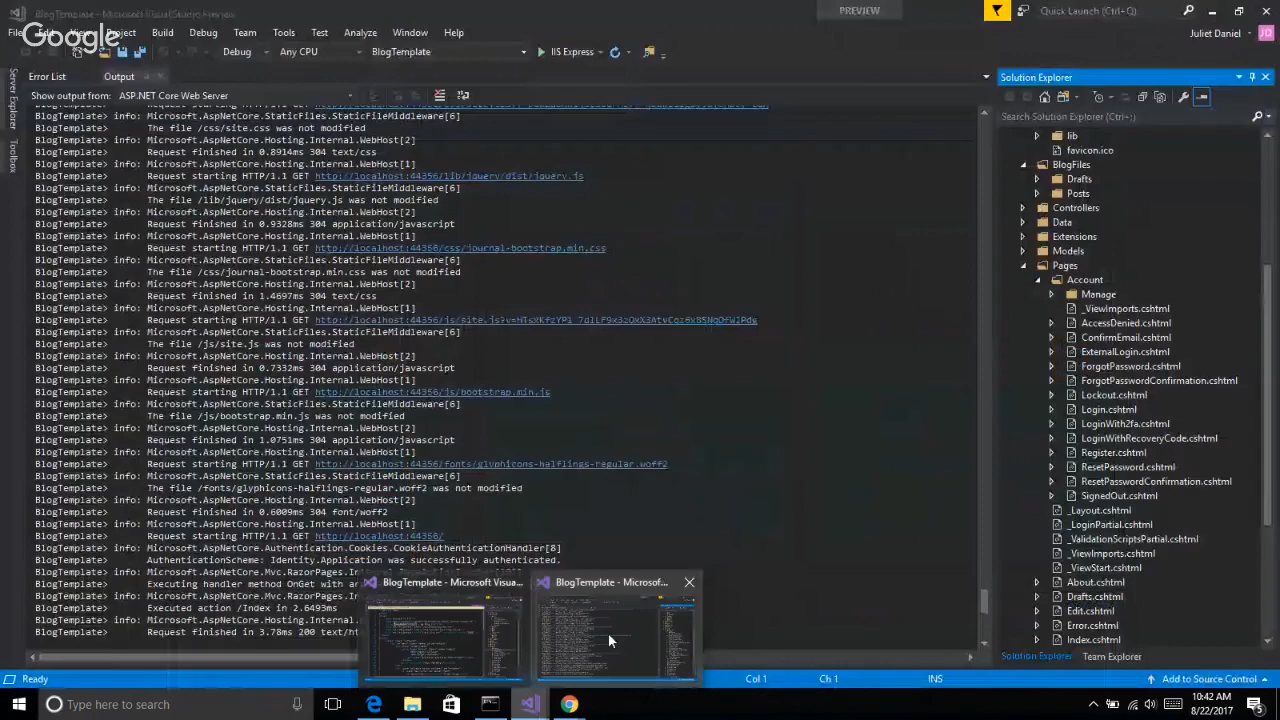 BlogTemplate - Microsoft Visual Studio Preview
PREVIEW
Quick Launch (Ctrl+Q)
Google
File Edit Project Build Debug Team Tools Test Analyze Window Help
Juliet Daniel
JD
Debug Any CPU BlogTemplate IIS Express
Server Explorer
Toolbox
Error List Output
Show output from: ASP.NET Core Web Server
BlogTemplate> info: Microsoft.AspNetCore.StaticFiles.StaticFileMiddleware[6]
BlogTemplate> The file /css/site.css was not modified
BlogTemplate> info: Microsoft.AspNetCore.Hosting.Internal.WebHost[2]
BlogTemplate> Request finished in 0.8914ms 304 text/css
BlogTemplate> info: Microsoft.AspNetCore.Hosting.Internal.WebHost[1]
BlogTemplate> Request starting HTTP/1.1 GET http://localhost:44356/lib/jquery/dist/jquery.js
BlogTemplate> info: Microsoft.AspNetCore.StaticFiles.StaticFileMiddleware[6]
BlogTemplate> The file /lib/jquery/dist/jquery.js was not modified
BlogTemplate> info: Microsoft.AspNetCore.Hosting.Internal.WebHost[2]
BlogTemplate> Request finished in 0.9328ms 304 application/javascript
BlogTemplate> info: Microsoft.AspNetCore.Hosting.Internal.WebHost[1]
BlogTemplate> Request starting HTTP/1.1 GET http://localhost:44356/css/journal-bootstrap.min.css
BlogTemplate> info: Microsoft.AspNetCore.StaticFiles.StaticFileMiddleware[6]
BlogTemplate> The file /css/journal-bootstrap.min.css was not modified
BlogTemplate> info: Microsoft.AspNetCore.Hosting.Internal.WebHost[2]
BlogTemplate> Request finished in 1.4697ms 304 text/css
BlogTemplate> info: Microsoft.AspNetCore.Hosting.Internal.WebHost[1]
BlogTemplate> Request starting HTTP/1.1 GET
BlogTemplate> info: Microsoft.AspNetCore.StaticFiles.StaticFileMiddleware[6]
BlogTemplate> The file /js/site.js was not modified
BlogTemplate> info: Microsoft.AspNetCore.Hosting.Internal.WebHost[2]
BlogTemplate> Request finished in 0.7332ms 304 application/javascript
BlogTemplate> info: Microsoft.AspNetCore.Hosting.Internal.WebHost[1]
BlogTemplate> Request starting HTTP/1.1 GET http://localhost:44356/js/bootstrap.min.js
BlogTemplate> info: Microsoft.AspNetCore.StaticFiles.StaticFileMiddleware[6]
BlogTemplate> The file /js/bootstrap.min.js was not modified
BlogTemplate> info: Microsoft.AspNetCore.Hosting.Internal.WebHost[2]
BlogTemplate> Request finished in 1.0751ms 304 application/javascript
BlogTemplate> info: Microsoft.AspNetCore.Hosting.Internal.WebHost[1]
BlogTemplate> Request starting HTTP/1.1 GET http://localhost:44356/fonts/glyphicons-halflings-regular.woff2
BlogTemplate> info: Microsoft.AspNetCore.StaticFiles.StaticFileMiddleware[6]
BlogTemplate> The file /fonts/glyphicons-halflings-regular.woff2 was not modified
BlogTemplate> info: Microsoft.AspNetCore.Hosting.Internal.WebHost[2]
BlogTemplate> Request finished in 0.6009ms 304 font/woff2
BlogTemplate> info: Microsoft.AspNetCore.Hosting.Internal.WebHost[1]
BlogTemplate> Request starting HTTP/1.1 GET http://localhost:44356/
BlogTemplate> info: Microsoft.AspNetCore.Authentication.Cookies.CookieAuthenticationHandler[8]
BlogTemplate> AuthenticationScheme: Identity.Application was successfully authenticated.
BlogTemplate> info: Microsoft.AspNetCore.Mvc.RazorPages.
BlogTemplate> Executing handler method OnGet with ar
BlogTemplate> info: Microsoft.AspNetCore.Mvc.RazorPages.I
BlogTemplate> Executed action /Index in 2.0493ms
BlogTemplate> info: Microsoft.AspNetCore.Hosting.Interna
BlogTemplate> Request finished in 3.78ms 200 text/ht
BlogTemplate - Microsoft Visua...
BlogTemplate - Microsof...
Solution Explorer
Search Solution Explorer (Ctrl+;)
lib
favicon.ico
BlogFiles
Drafts
Posts
Controllers
Data
Extensions
Models
Pages
Account
Manage
_ViewImports.cshtml
AccessDenied.cshtml
ConfirmEmail.cshtml
ExternalLogin.cshtml
ForgotPassword.cshtml
ForgotPasswordConfirmation.cshtml
Lockout.cshtml
Login.cshtml
LoginWith2fa.cshtml
LoginWithRecoveryCode.cshtml
Register.cshtml
ResetPassword.cshtml
ResetPasswordConfirmation.cshtml
SignedOut.cshtml
_Layout.cshtml
_LoginPartial.cshtml
_ValidationScriptsPartial.cshtml
_ViewImports.cshtml
_ViewStart.cshtml
About.cshtml
Drafts.cshtml
Edit.cshtml
Error.cshtml
Index.cshtml
Solution Explorer Team Explorer
Ready Col 1 Ch 1 INS Add to Source Control
Type here to search
10:42 AM
8/22/2017